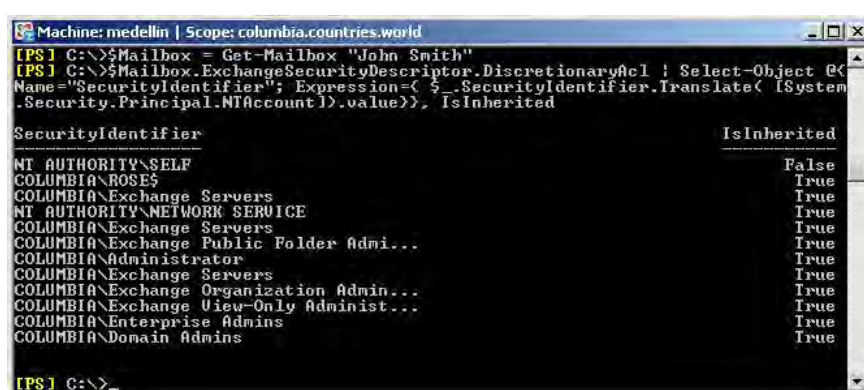 Machine: medellin | Scope: columbia.countries.world
[PS] C:\>$Mailbox = Get-Mailbox "John Smith"
[PS] C:\>$Mailbox.ExchangeSecurityDescriptor.DiscretionaryAcl ¦ Select-Object @{
Name="SecurityIdentifier"; Expression={ $_.SecurityIdentifier.Translate( [System
.Security.Principal.NTAccount]).value}}, IsInherited
SecurityIdentifier IsInherited
------------------ -----------
NT AUTHORITY\SELF False
COLUMBIA\ROSE$ True
COLUMBIA\Exchange Servers True
NT AUTHORITY\NETWORK SERVICE True
COLUMBIA\Exchange Servers True
COLUMBIA\Exchange Public Folder Admi... True
COLUMBIA\Administrator True
COLUMBIA\Exchange Servers True
COLUMBIA\Exchange Organization Admin... True
COLUMBIA\Exchange View-Only Administ... True
COLUMBIA\Enterprise Admins True
COLUMBIA\Domain Admins True
[PS] C:\>_